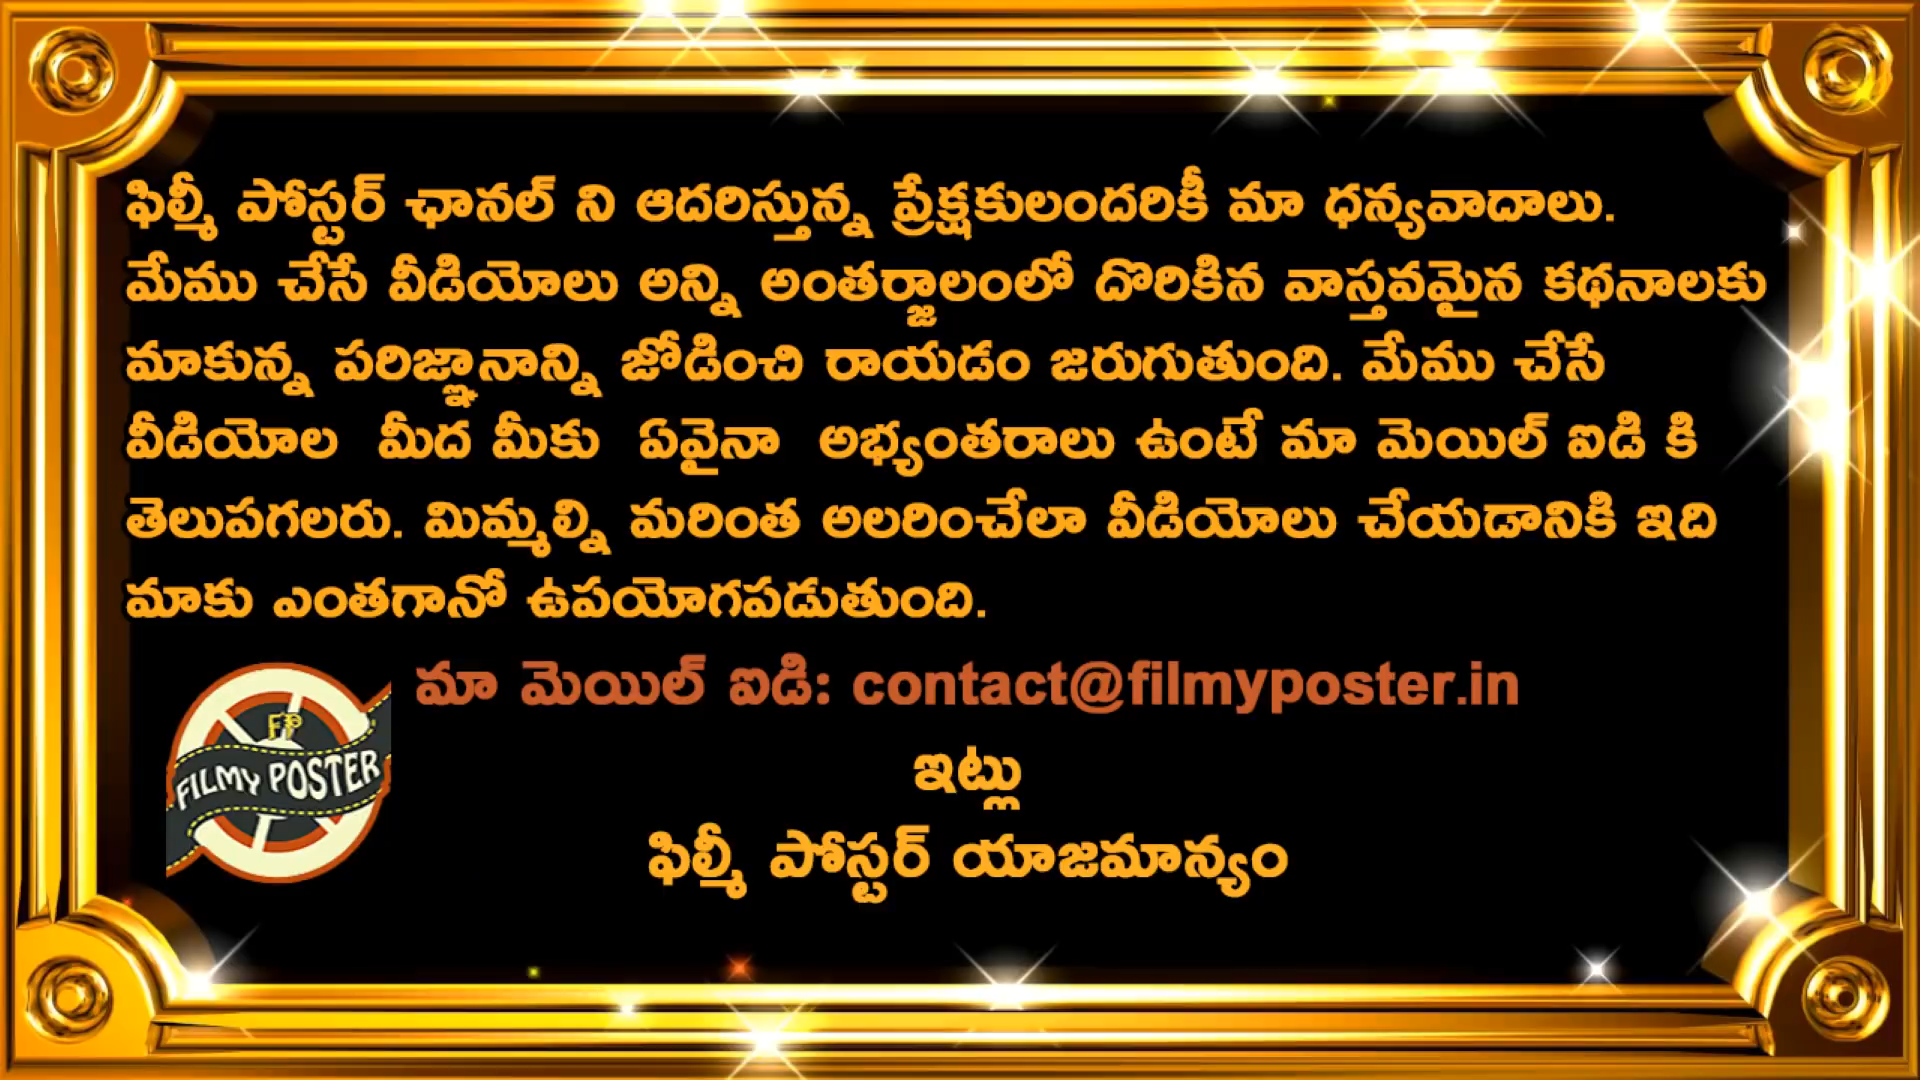 ఫిల్మీ పోస్టర్ ఛానల్ ని ఆదరిస్తున్న ప్రేక్షకులందరికీ మా ధన్యవాదాలు.
మేము చేసే వీడియోలు అన్ని అంతర్జాలంలో దొరికిన వాస్తవమైన కథనాలకు
మాకున్న పరిజ్ఞానాన్ని జోడించి రాయడం జరుగుతుంది. మేము చేసే
వీడియోల మీద మీకు ఏవైనా అభ్యంతరాలు ఉంటే మా మెయిల్ ఐడి కి
తెలుపగలరు. మిమ్మల్ని మరింత అలరించేలా వీడియోలు చేయడానికి ఇది
మాకు ఎంతగానో ఉపయోగపడుతుంది.
మా మెయిల్ ఐడి: contact@filmyposter.in
FP
FILMY POSTER
ఇట్లు
ఫిల్మీ పోస్టర్ యాజమాన్యం